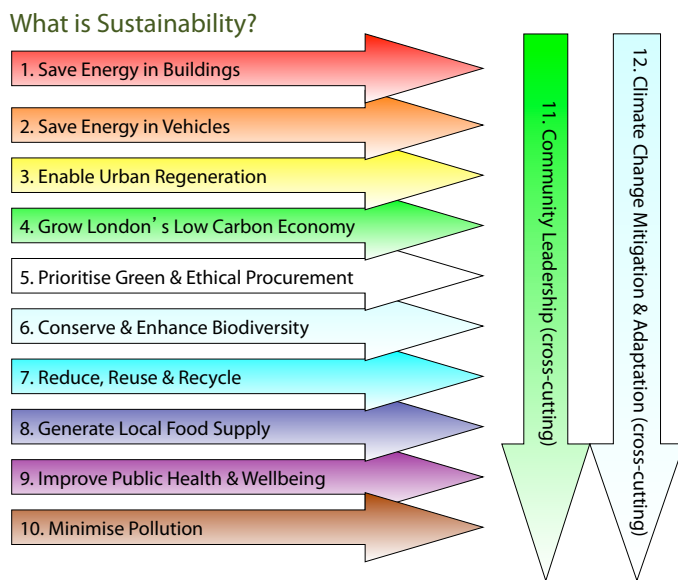 What is Sustainability?
1. Save Energy in Buildings
2. Save Energy in Vehicles
3. Enable Urban Regeneration
4. Grow London’s Low Carbon Economy
5. Prioritise Green & Ethical Procurement
6. Conserve & Enhance Biodiversity
7. Reduce, Reuse & Recycle
8. Generate Local Food Supply
9. Improve Public Health & Wellbeing
10. Minimise Pollution
11. Community Leadership (cross-cutting)
12. Climate Change Mitigation & Adaptation (cross-cutting)